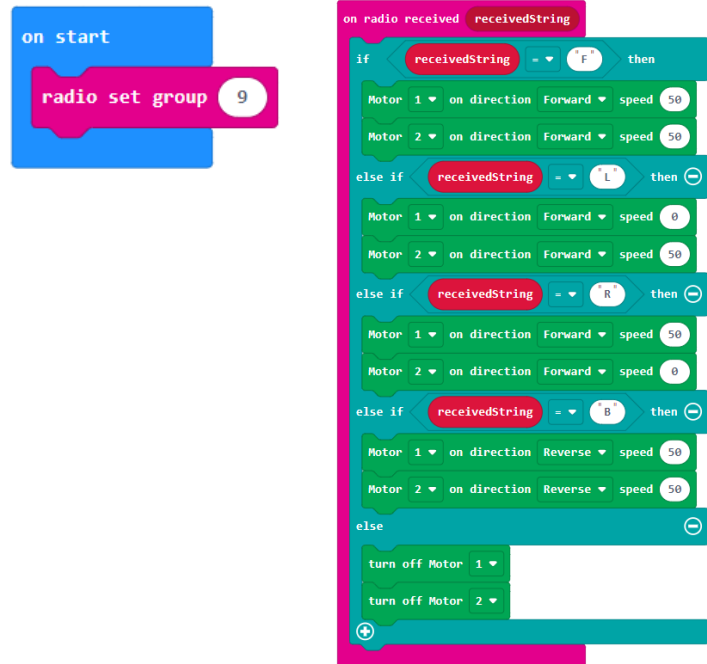 on start
radio set group 9
on radio received receivedString
if receivedString = "F" then
Motor 1 on direction Forward speed 50
Motor 2 on direction Forward speed 50
else if receivedString = "L" then
Motor 1 on direction Forward speed 0
Motor 2 on direction Forward speed 50
else if receivedString = "R" then
Motor 1 on direction Forward speed 50
Motor 2 on direction Forward speed 0
else if receivedString = "B" then
Motor 1 on direction Reverse speed 50
Motor 2 on direction Reverse speed 50
else
turn off Motor 1
turn off Motor 2